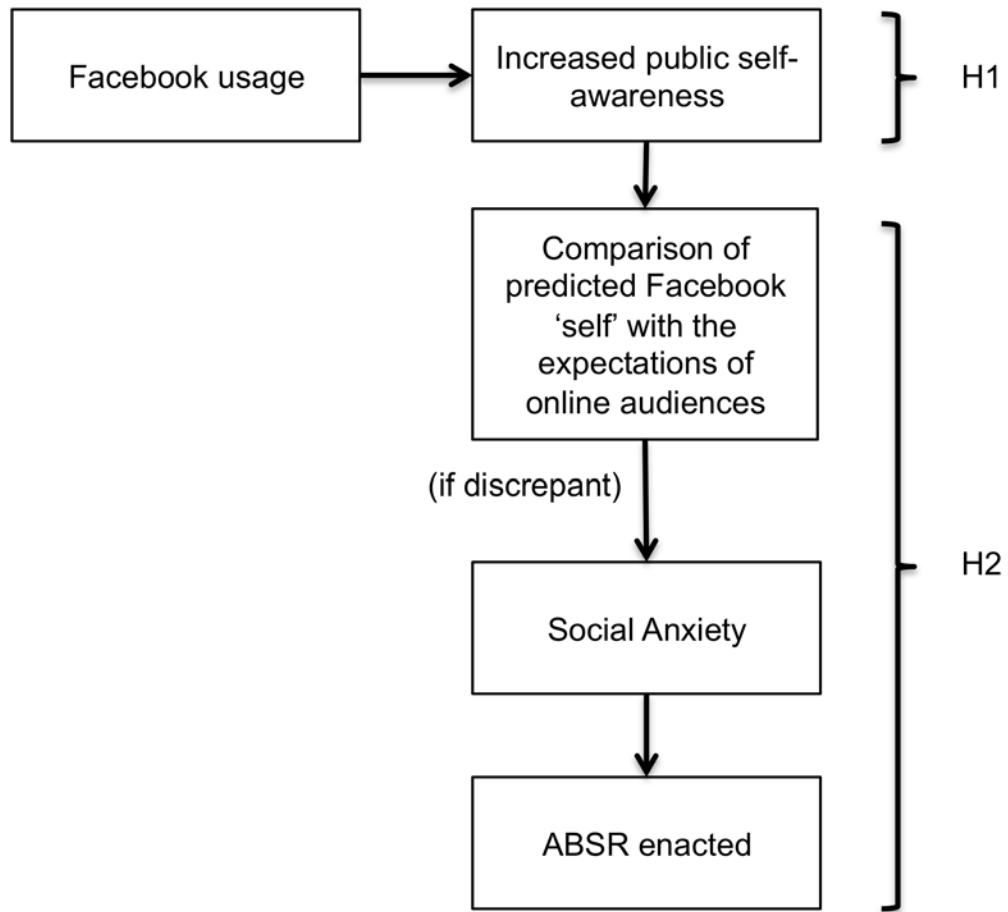 Facebook usage
Increased public self-
awareness
H1
Comparison of
predicted Facebook
‘self’ with the
expectations of
online audiences
(if discrepant)
H2
Social Anxiety
ABSR enacted